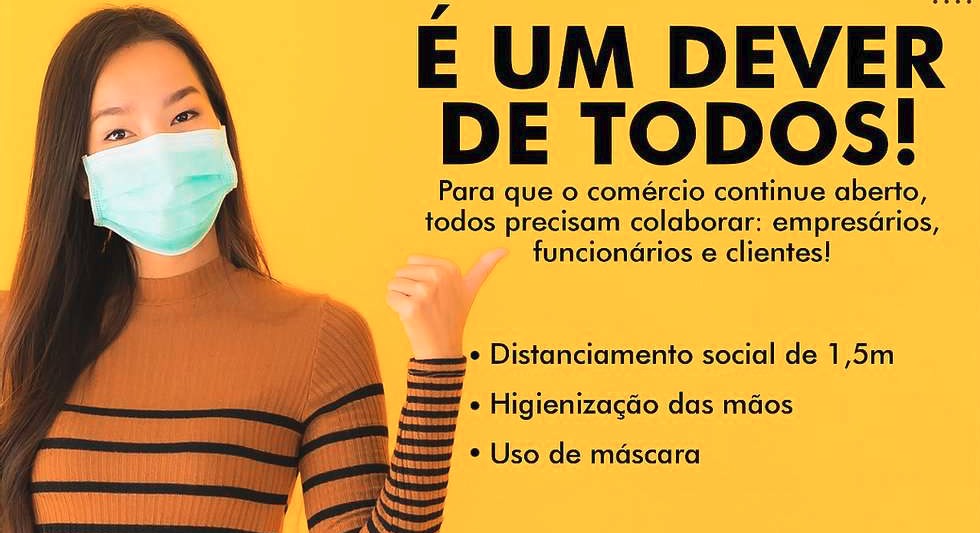 É UM DEVER
DE TODOS!
Para que o comércio continue aberto,
todos precisam colaborar: empresários,
funcionários e clientes!
• Distanciamento social de 1,5m
• Higienização das mãos
• Uso de máscara